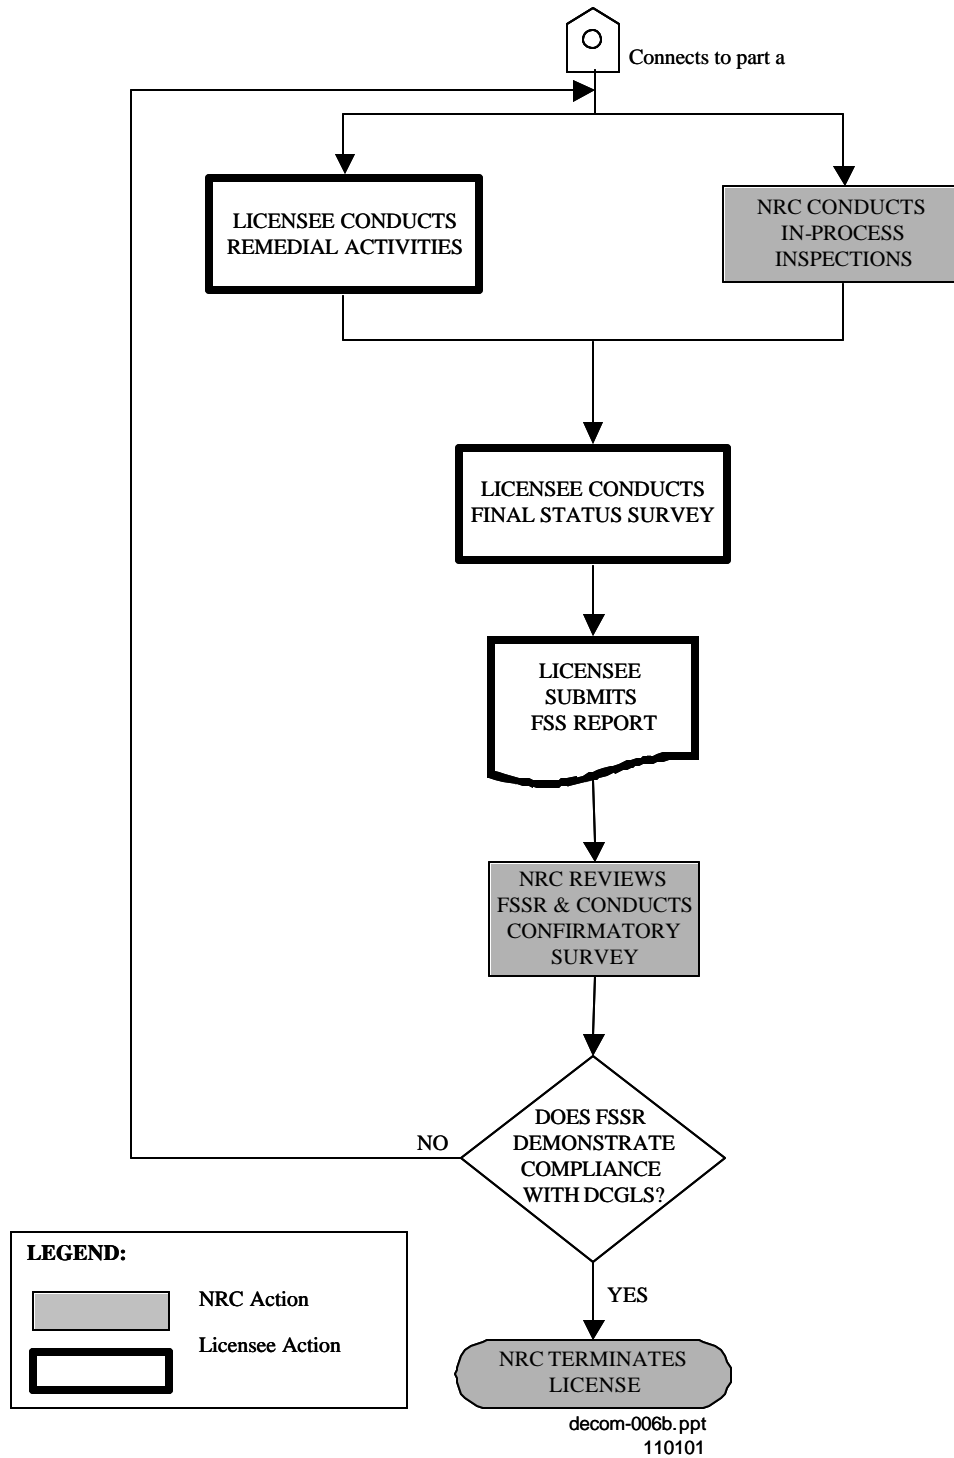 Connects to part a
LICENSEE CONDUCTS
REMEDIAL ACTIVITIES
NRC CONDUCTS
IN-PROCESS
INSPECTIONS
LICENSEE CONDUCTS
FINAL STATUS SURVEY
LICENSEE
SUBMITS
FSS REPORT
NRC REVIEWS
FSSR & CONDUCTS
CONFIRMATORY
SURVEY
DOES FSSR
DEMONSTRATE
COMPLIANCE
WITH DCGLS?
NO
YES
NRC TERMINATES
LICENSE
LEGEND:
NRC Action
Licensee Action
decom-006b.ppt
110101